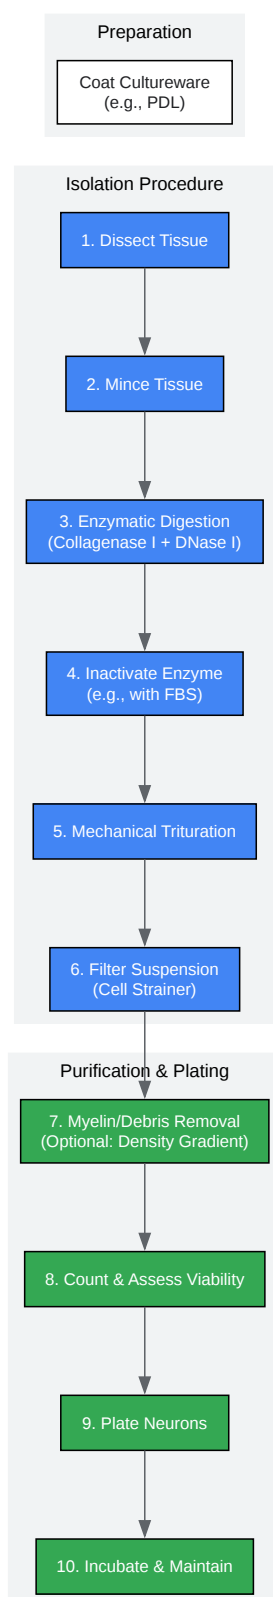 Preparation
Coat Cultureware
(e.g., PDL)
Isolation Procedure
1. Dissect Tissue
2. Mince Tissue
3. Enzymatic Digestion
(Collagenase I + DNase I)
4. Inactivate Enzyme
(e.g., with FBS)
5. Mechanical Trituration
6. Filter Suspension
(Cell Strainer)
Purification & Plating
7. Myelin/Debris Removal
(Optional: Density Gradient)
8. Count & Assess Viability
9. Plate Neurons
10. Incubate & Maintain